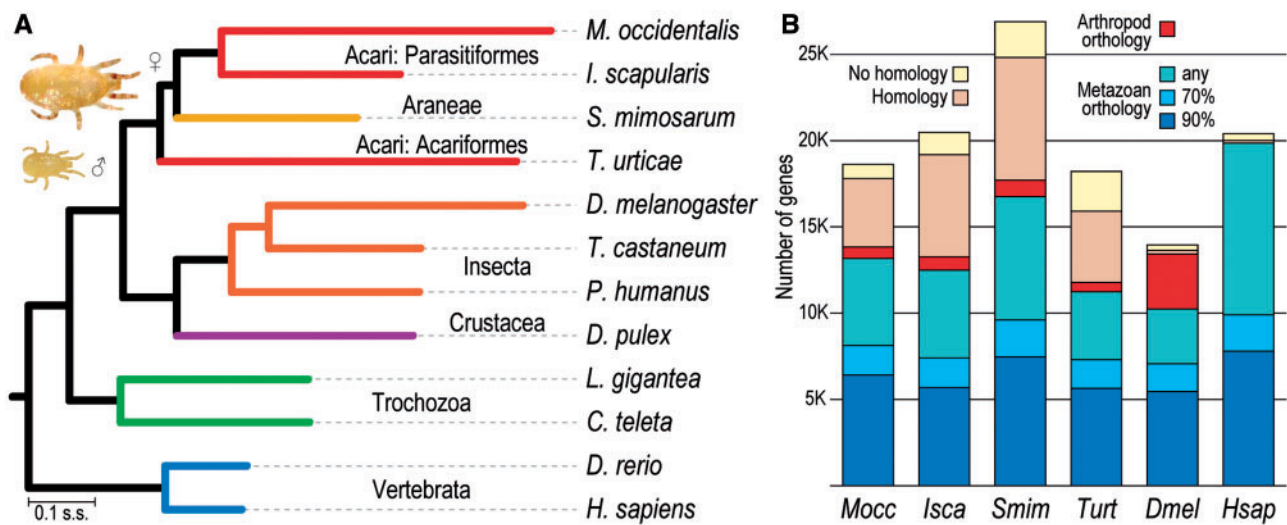 A
♀
♂
M. occidentalis
Acari: Parasitiformes
I. scapularis
Araneae
S. mimosarum
Acari: Acariformes
T. urticae
D. melanogaster
T. castaneum
Insecta
P. humanus
Crustacea
D. pulex
L. gigantea
Trochozoa
C. teleta
D. rerio
Vertebrata
H. sapiens
0.1 s.s.
B
Number of genes
25K
20K
15K
10K
5K
No homology
Homology
Arthropod
orthology
Metazoan
orthology
any
70%
90%
Mocc Isca Smim Turt Dmel Hsap